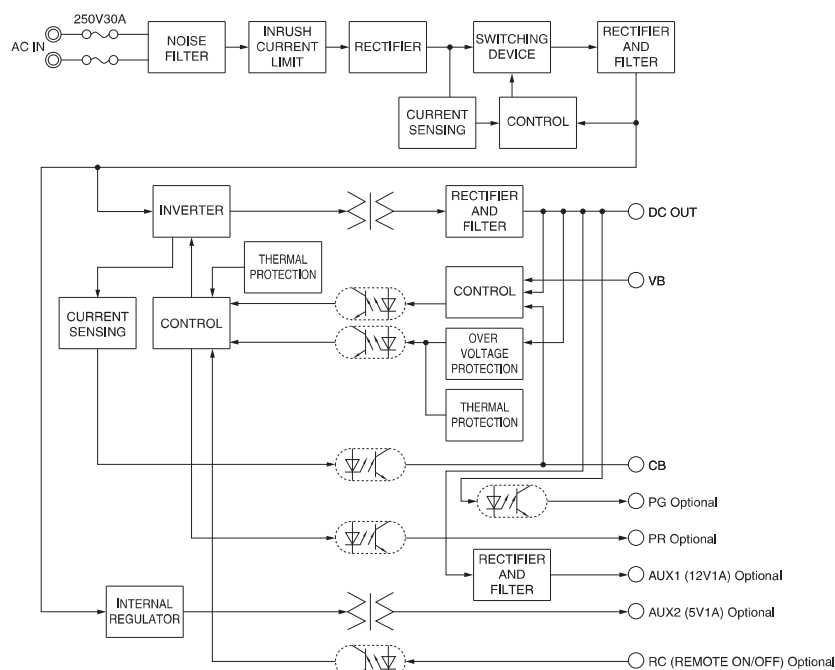 250V30A
AC IN
NOISE
FILTER
INRUSH
CURRENT
LIMIT
RECTIFIER
SWITCHING
DEVICE
RECTIFIER
AND
FILTER
CURRENT
SENSING
CONTROL
INVERTER
RECTIFIER
AND
FILTER
DC OUT
THERMAL
PROTECTION
VB
CONTROL
CURRENT
SENSING
CONTROL
OVER
VOLTAGE
PROTECTION
THERMAL
PROTECTION
CB
PG Optional
PR Optional
RECTIFIER
AND
FILTER
AUX1 (12V1A) Optional
INTERNAL
REGULATOR
AUX2 (5V1A) Optional
RC (REMOTE ON/OFF) Optional